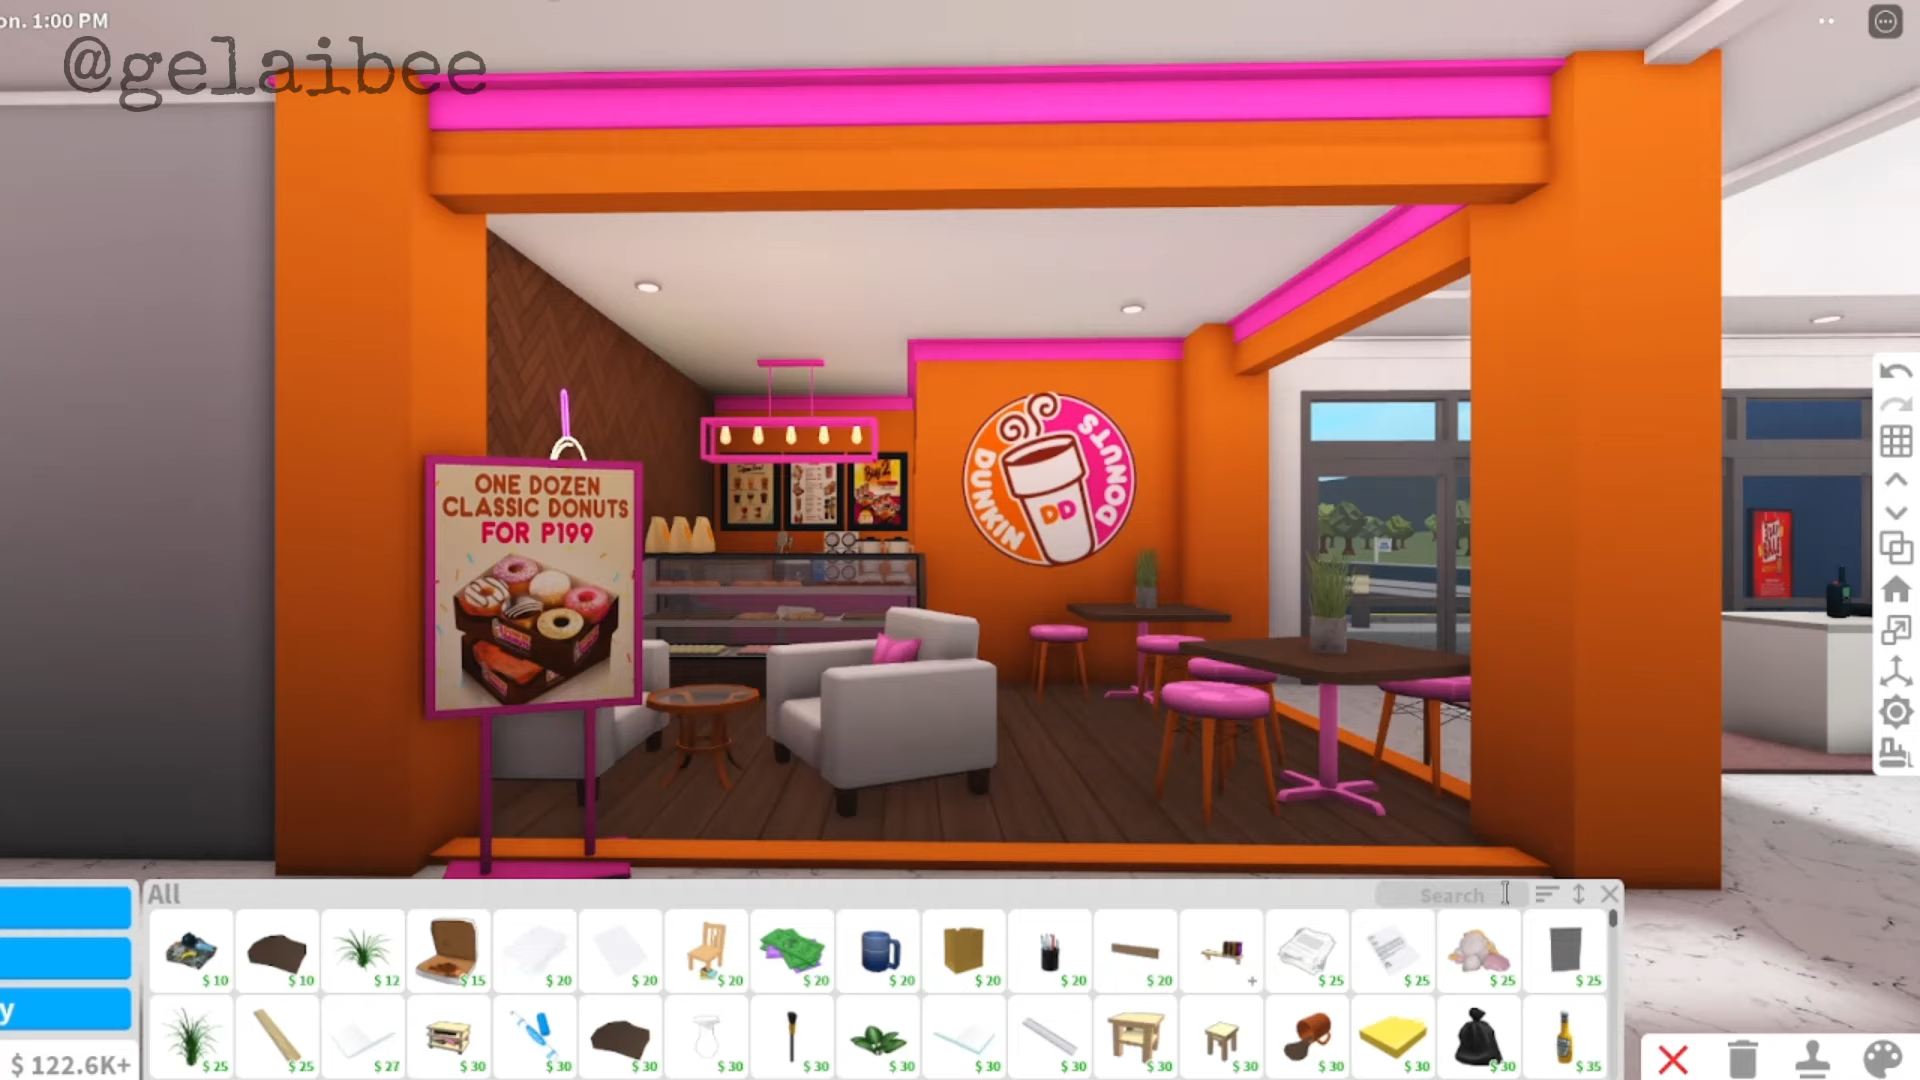 on. 1:00 PM
@gelaibee
ONE DOZEN
CLASSIC DONUTS
FOR P199
DUNKIN
DONUTS
DD
Buy 2
All
Search
$ 10
$ 10
$ 12
$ 15
$ 20
$ 20
$ 20
$ 20
$ 20
$ 20
$ 20
$ 20
+
$ 25
$ 25
$ 25
$ 25
$ 25
$ 25
$ 27
$ 30
$ 30
$ 30
$ 30
$ 30
$ 30
$ 30
$ 30
$ 30
$ 30
$ 30
$ 30
$ 30
$ 35
y
$ 122.6K+